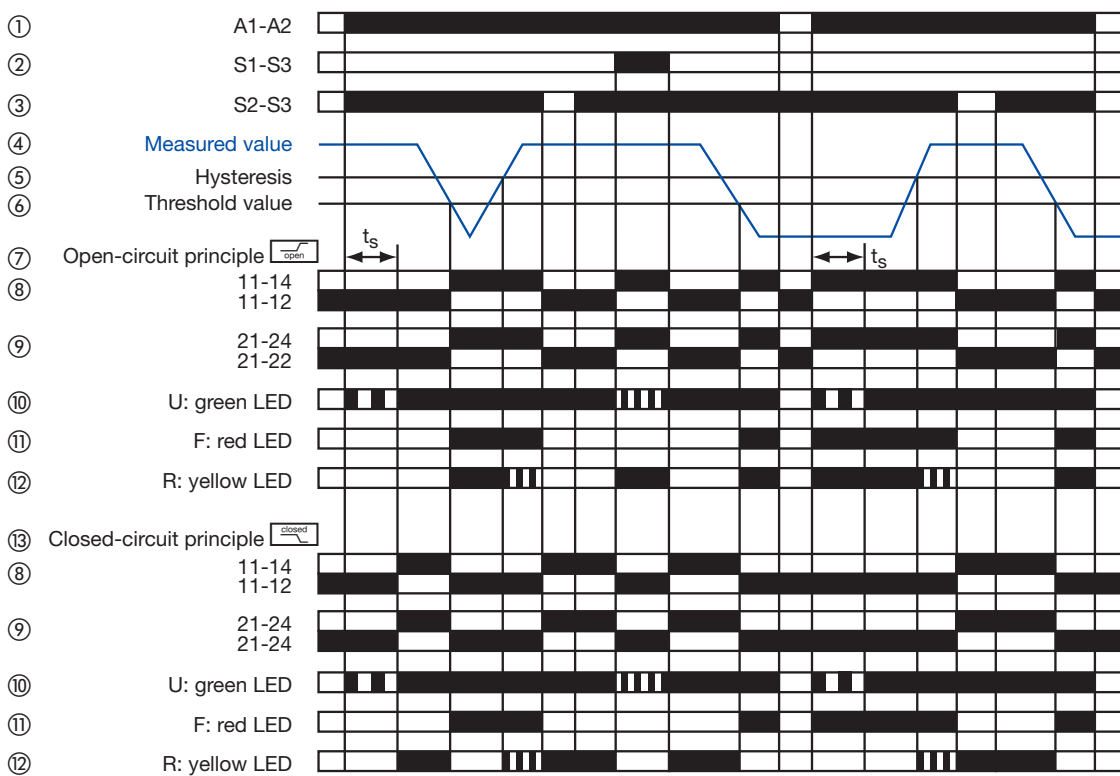 ① A1-A2
② S1-S3
③ S2-S3
④ Measured value
⑤ Hysteresis
⑥ Threshold value
⑦ Open-circuit principle open ts ts
⑧ 11-14
11-12
⑨ 21-24
21-22
⑩ U: green LED
⑪ F: red LED
⑫ R: yellow LED
⑬ Closed-circuit principle closed
⑧ 11-14
11-12
⑨ 21-24
21-24
⑩ U: green LED
⑪ F: red LED
⑫ R: yellow LED